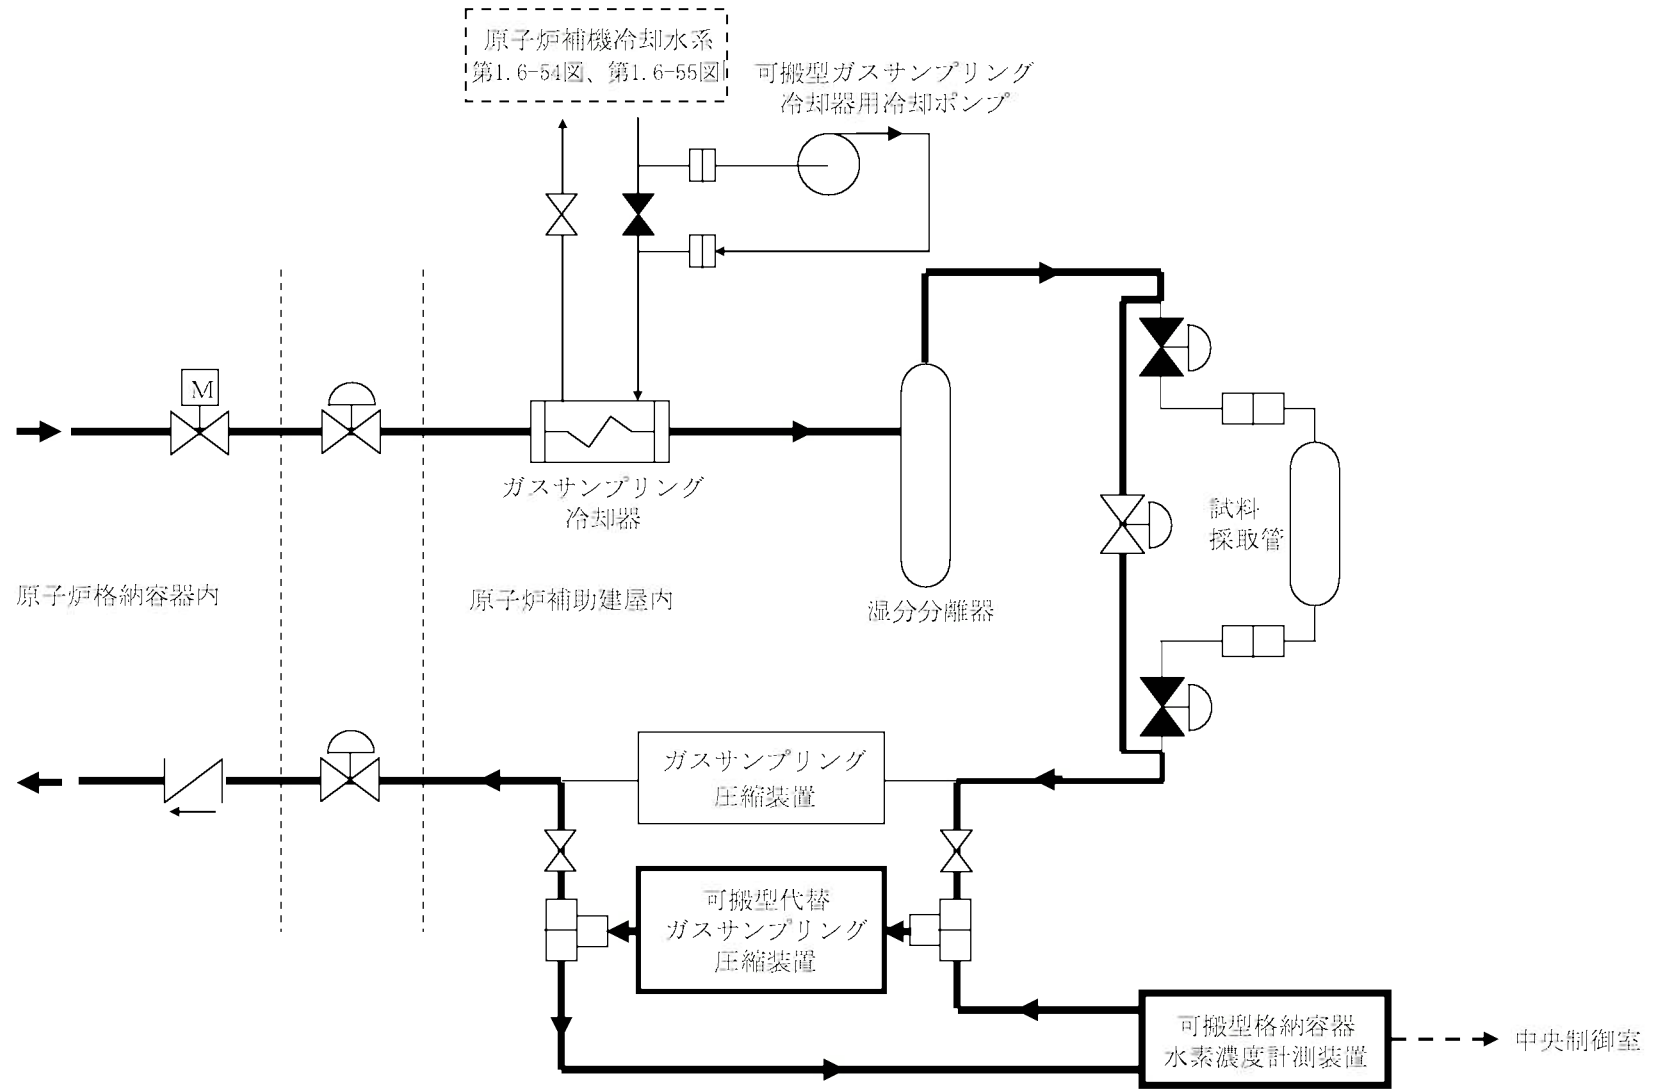 原子炉補機冷却水系
第1.6-54図、第1.6-55図
可搬型ガスサンプリング
冷却器用冷却ポンプ
M
ガスサンプリング
冷却器
試料
採取管
原子炉格納容器内
原子炉補助建屋内
湿分分離器
ガスサンプリング
圧縮装置
可搬型代替
ガスサンプリング
圧縮装置
可搬型格納容器
水素濃度計測装置
中央制御室